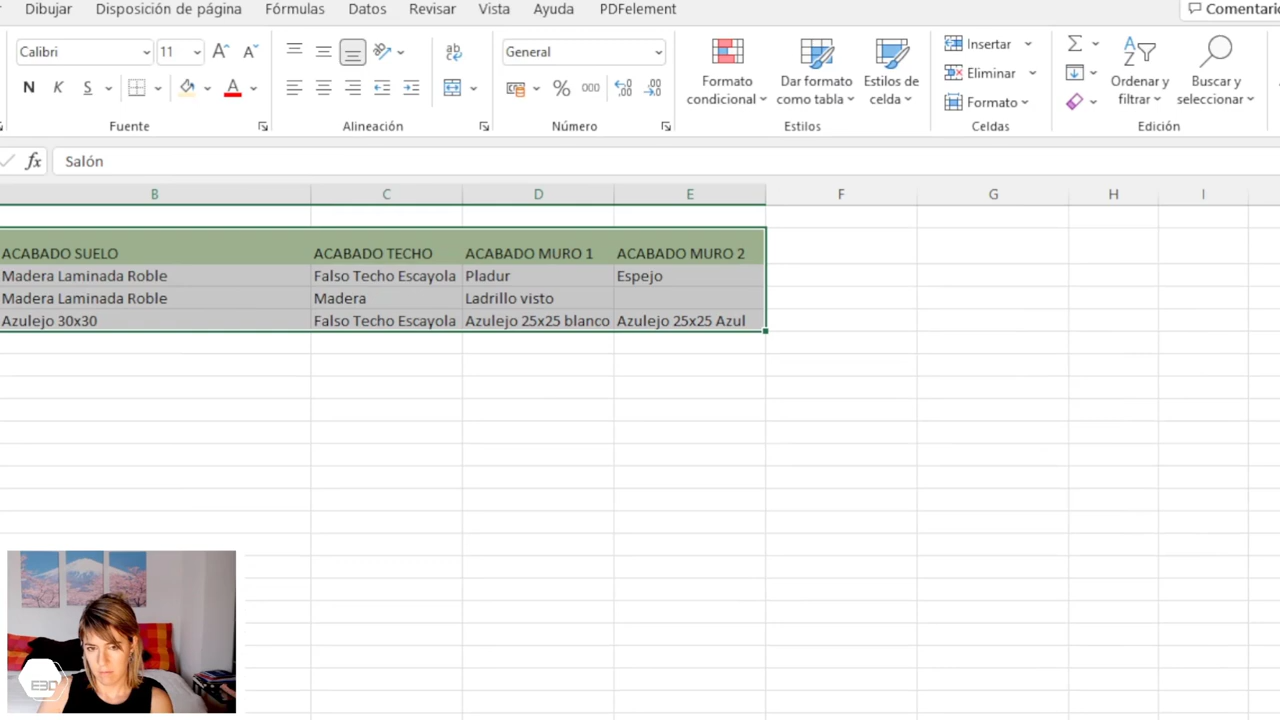 Dibujar Disposición de página Fórmulas Datos Revisar Vista Ayuda PDFelement Comentario
Calibri 11 General
Insertar
Eliminar
Formato
N K S A % 000
Formato condicional
Dar formato como tabla
Estilos de celda
Ordenar y filtrar
Buscar y seleccionar
Fuente Alineación Número Estilos Celdas Edición
fx Salón
B C D E F G H I
ACABADO SUELO ACABADO TECHO ACABADO MURO 1 ACABADO MURO 2
Madera Laminada Roble Falso Techo Escayola Pladur Espejo
Madera Laminada Roble Madera Ladrillo visto
Azulejo 30x30 Falso Techo Escayola Azulejo 25x25 blanco Azulejo 25x25 Azul
E3D